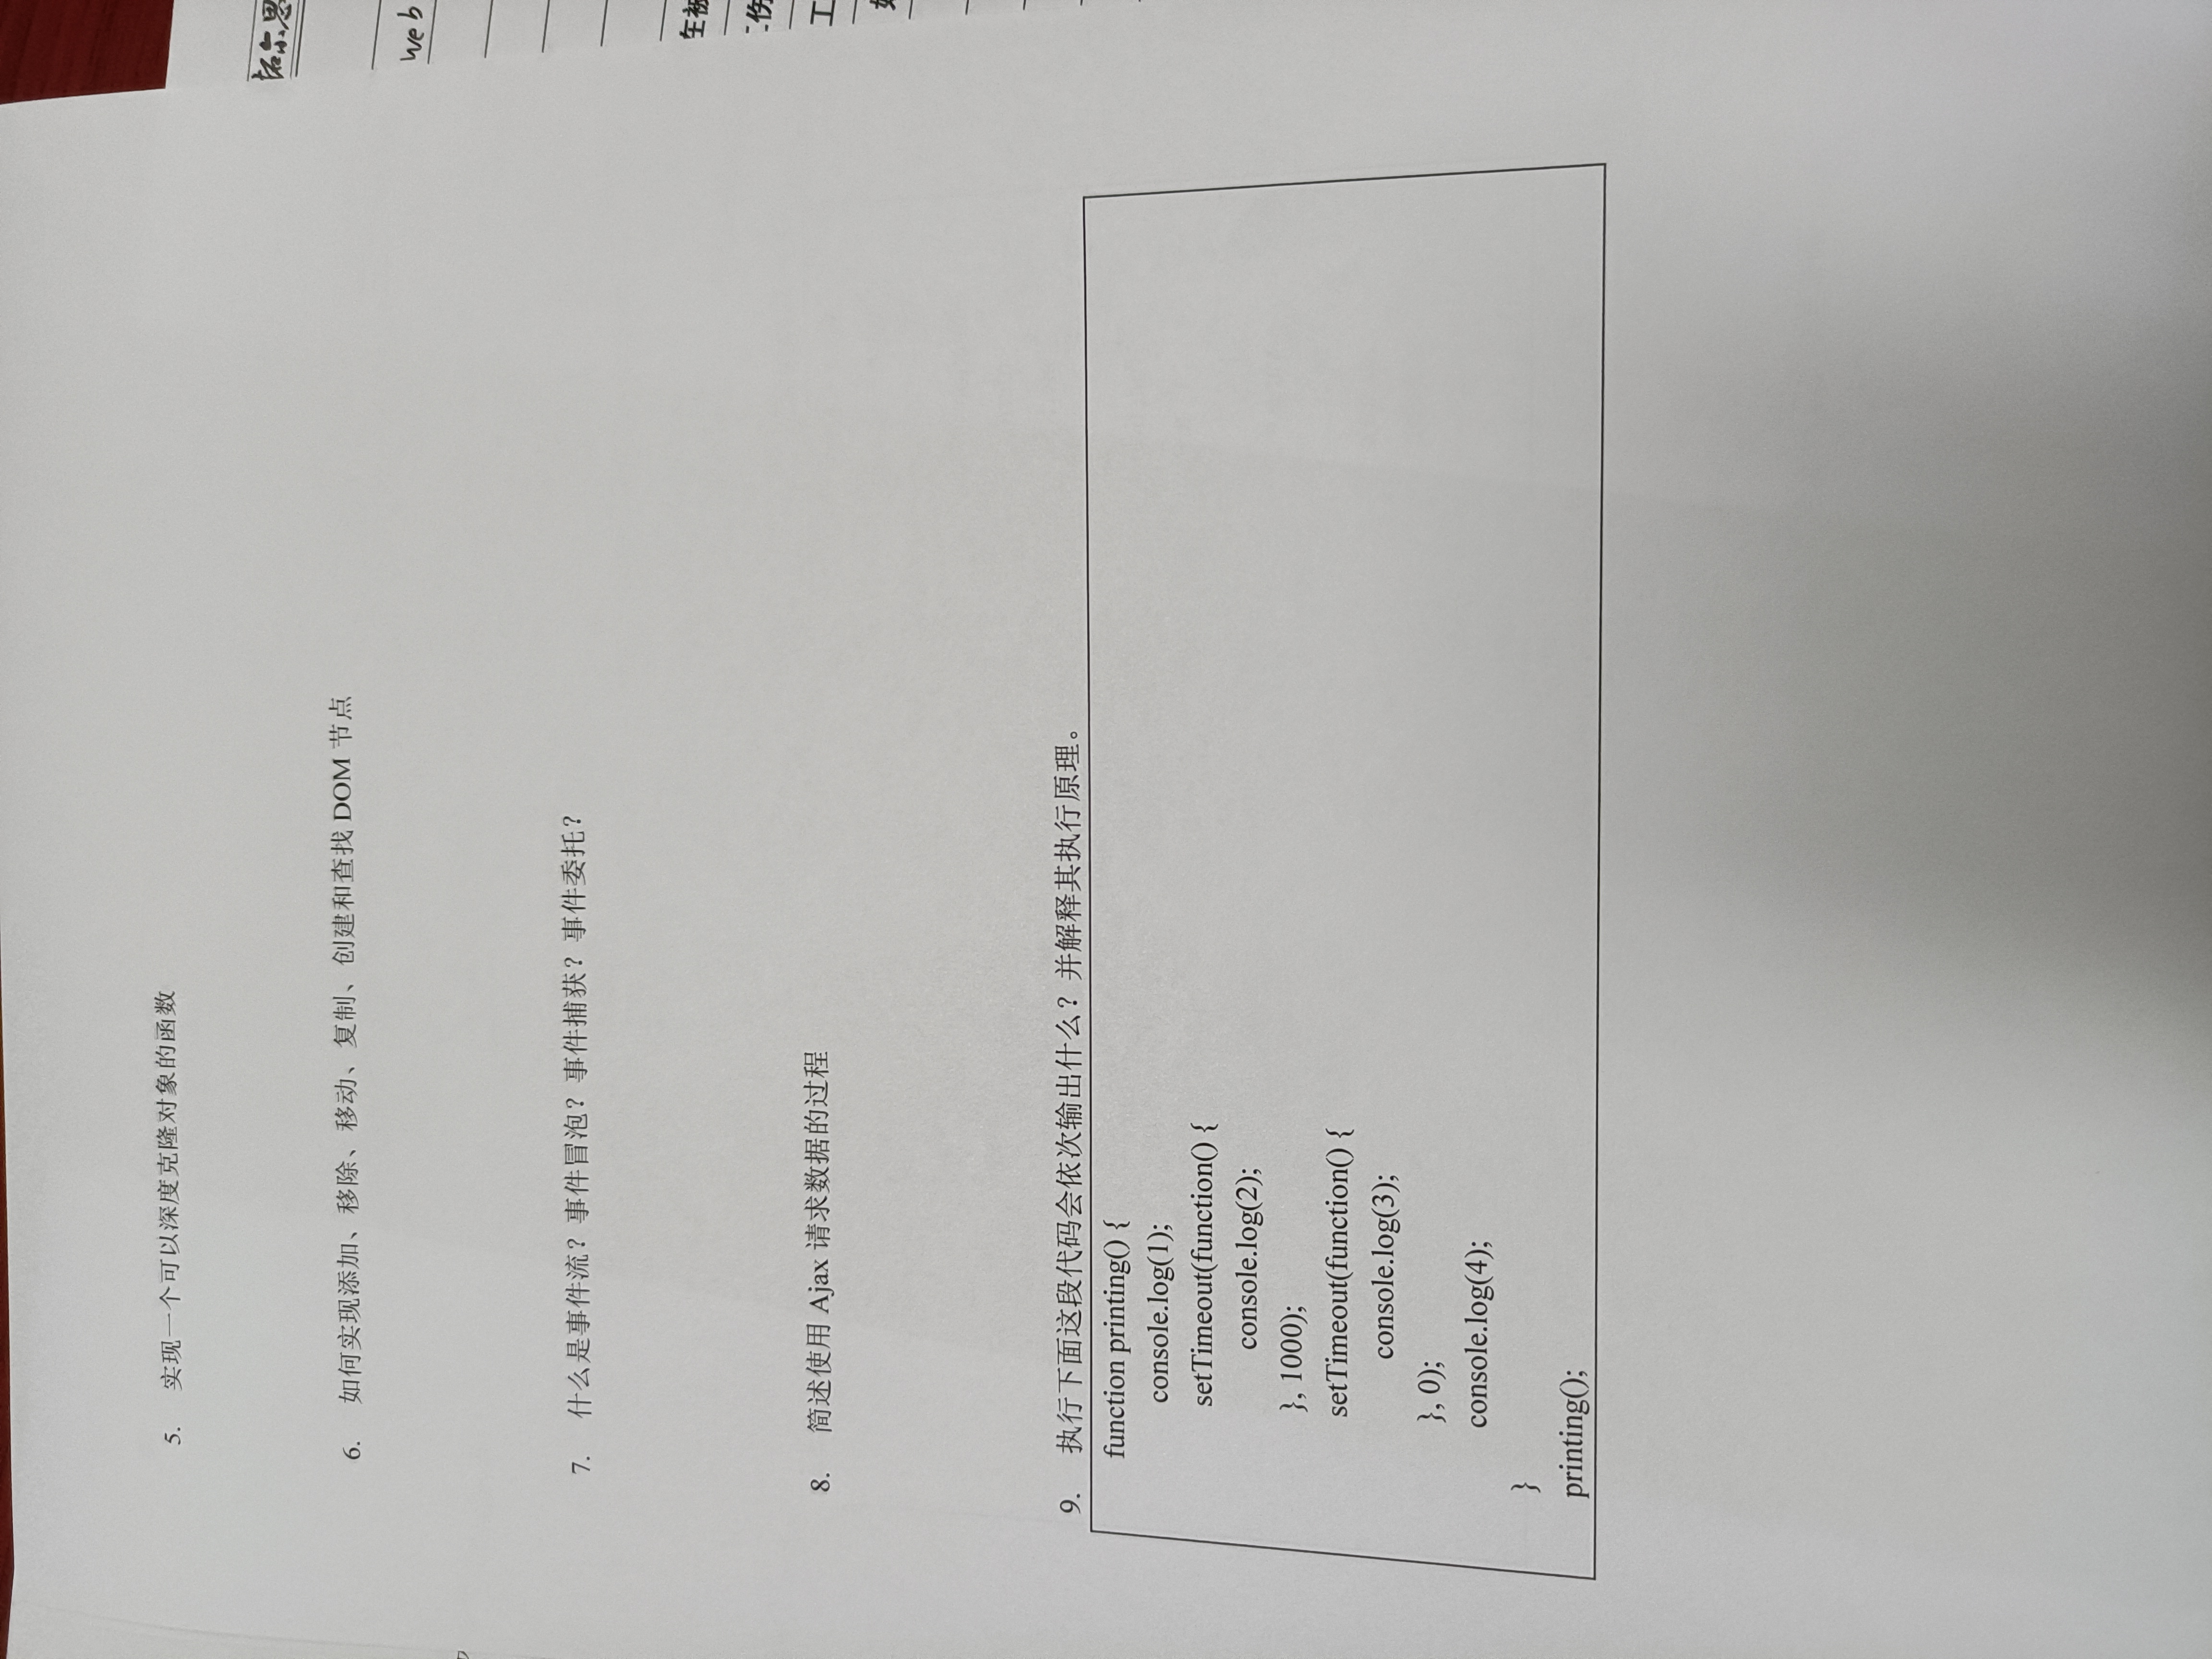 web
5. 实现一个可以深度克隆对象的函数
6. 如何实现添加、移除、移动、复制、创建和查找 DOM 节点
7. 什么是事件流？事件冒泡？事件捕获？事件委托？
8. 简述使用 Ajax 请求数据的过程
9. 执行下面这段代码会依次输出什么？并解释其执行原理。
function printing() {
console.log(1);
setTimeout(function() {
console.log(2);
}, 1000);
setTimeout(function() {
console.log(3);
}, 0);
console.log(4);
}
printing();